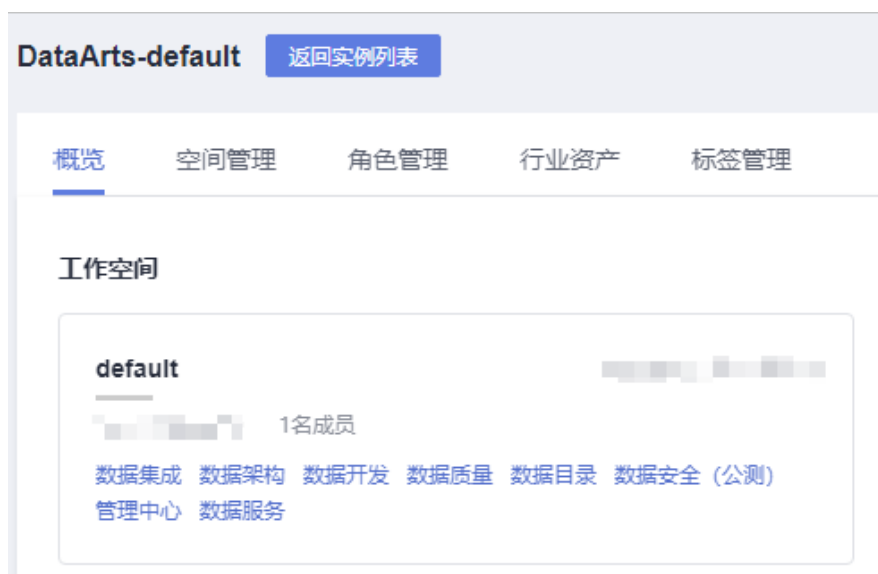 DataArts-default 返回实例列表
概览 空间管理 角色管理 行业资产 标签管理
工作空间
default
1名成员
数据集成 数据架构 数据开发 数据质量 数据目录 数据安全（公测）
管理中心 数据服务